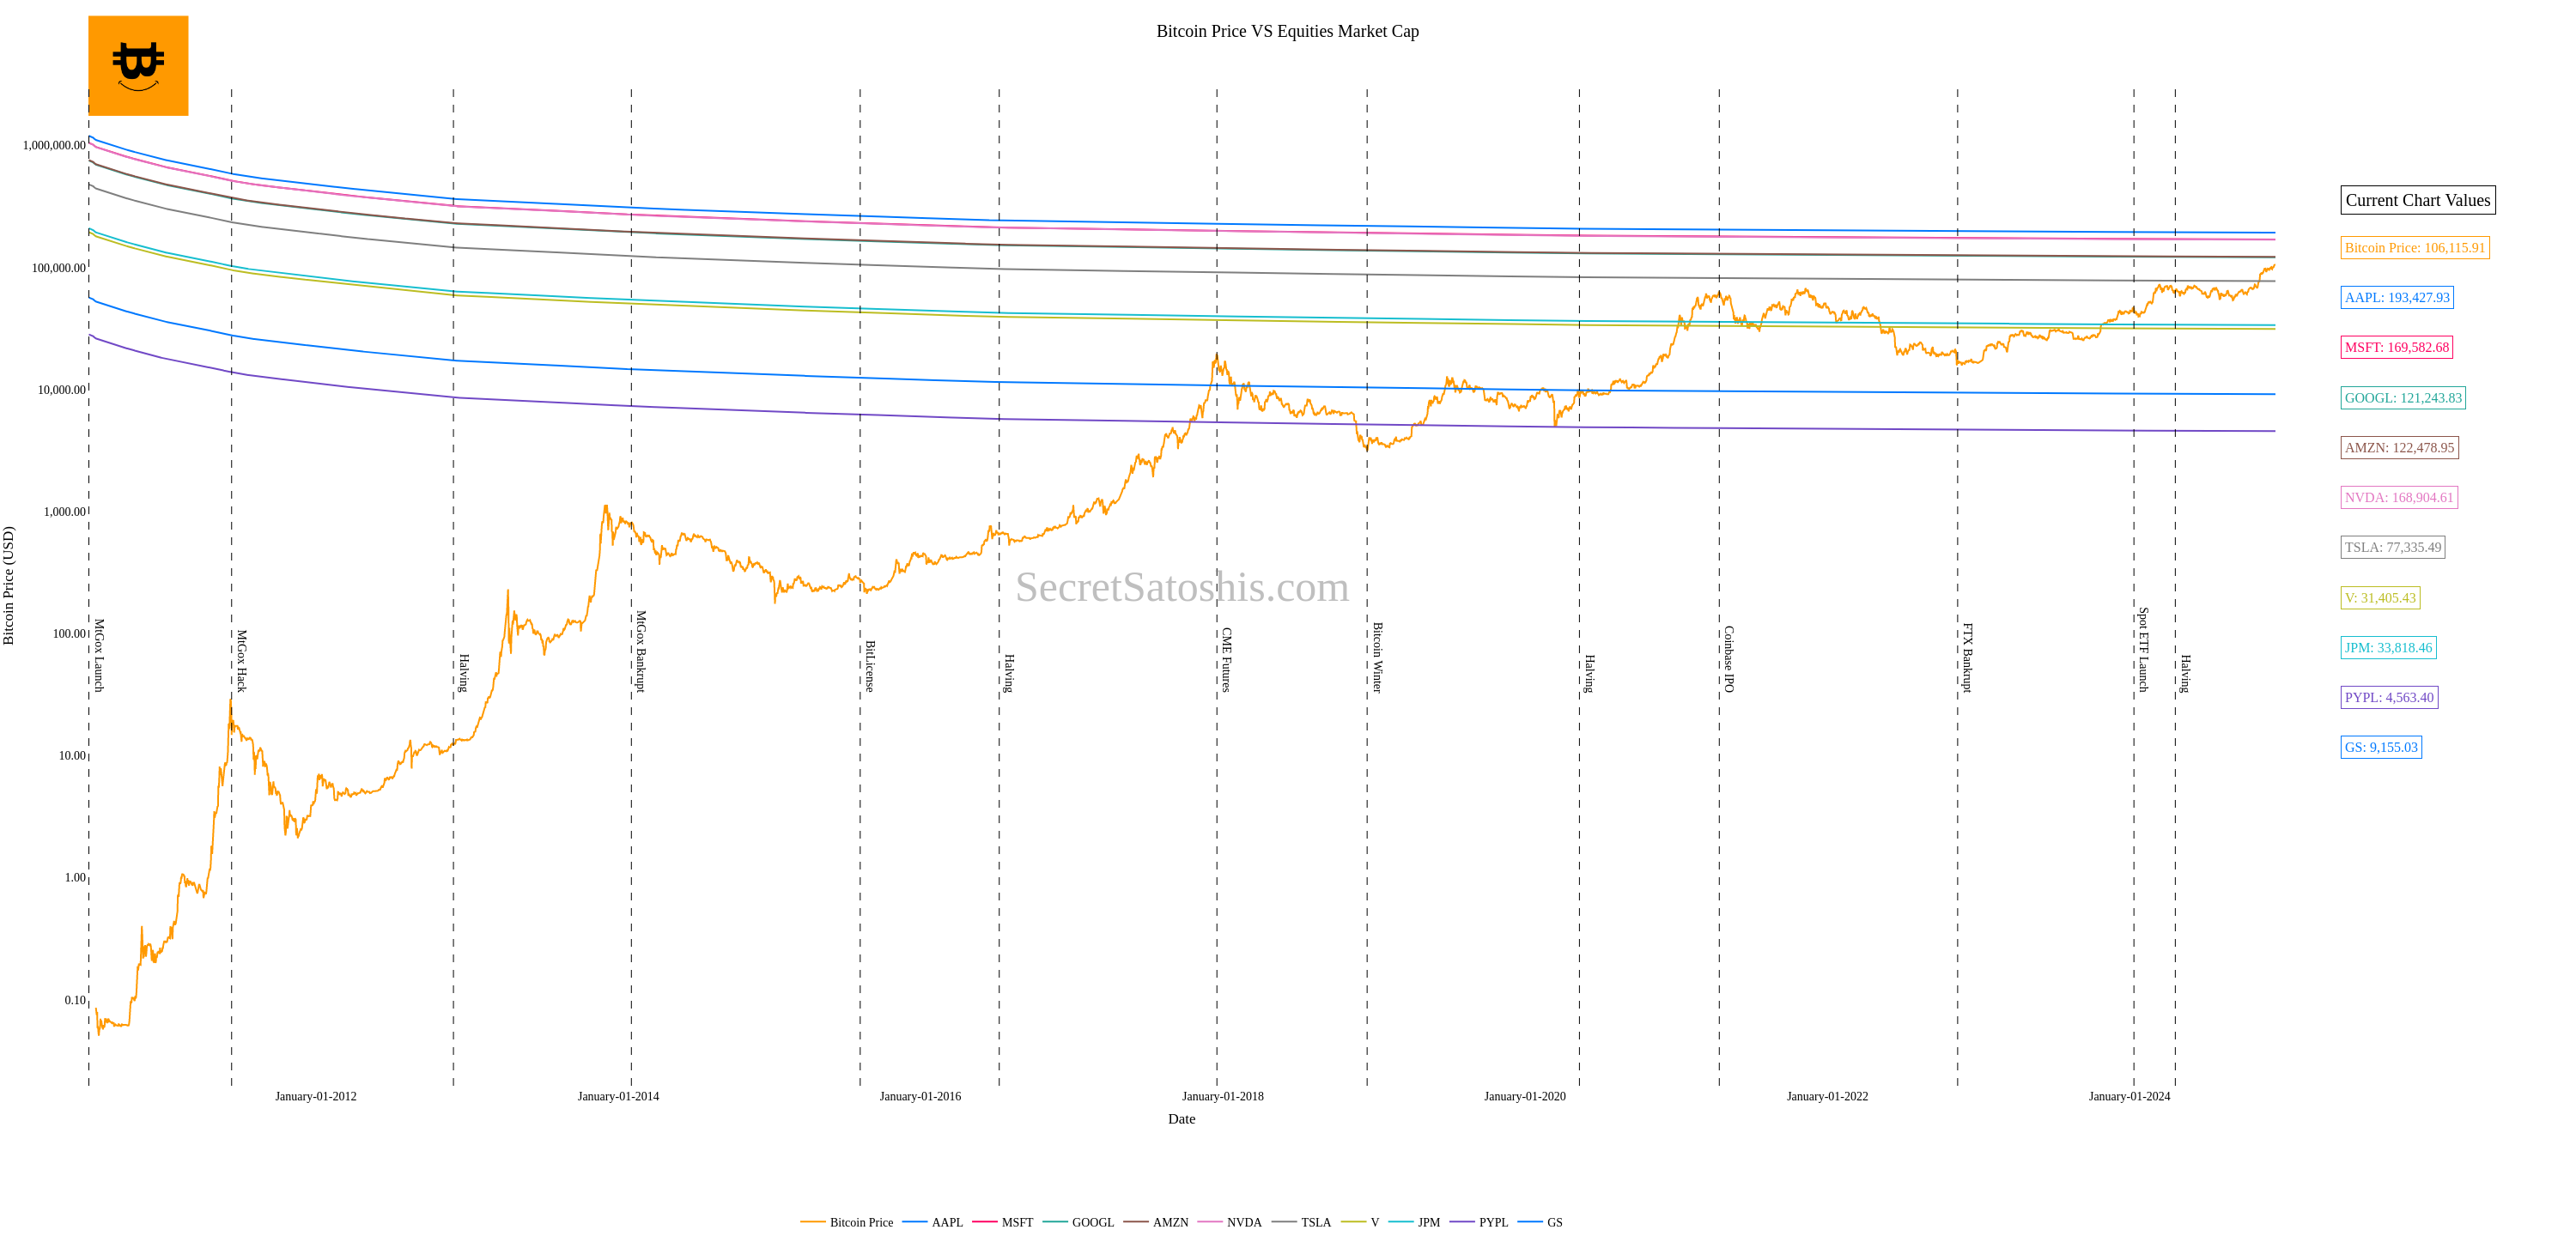 Bitcoin Price VS Equities Market Cap
1,000,000.00
100,000.00
10,000.00
1,000.00
100.00
10.00
1.00
0.10
Bitcoin Price (USD)
MtGox Launch
MtGox Hack
Halving
MtGox Bankrupt
BitLicense
Halving
CME Futures
Bitcoin Winter
Halving
Coinbase IPO
FTX Bankrupt
Spot ETF Launch
Halving
SecretSatoshis.com
January-01-2012
January-01-2014
January-01-2016
January-01-2018
January-01-2020
January-01-2022
January-01-2024
Date
Current Chart Values
Bitcoin Price: 106,115.91
AAPL: 193,427.93
MSFT: 169,582.68
GOOGL: 121,243.83
AMZN: 122,478.95
NVDA: 168,904.61
TSLA: 77,335.49
V: 31,405.43
JPM: 33,818.46
PYPL: 4,563.40
GS: 9,155.03
Bitcoin Price AAPL MSFT GOOGL AMZN NVDA TSLA V JPM PYPL GS